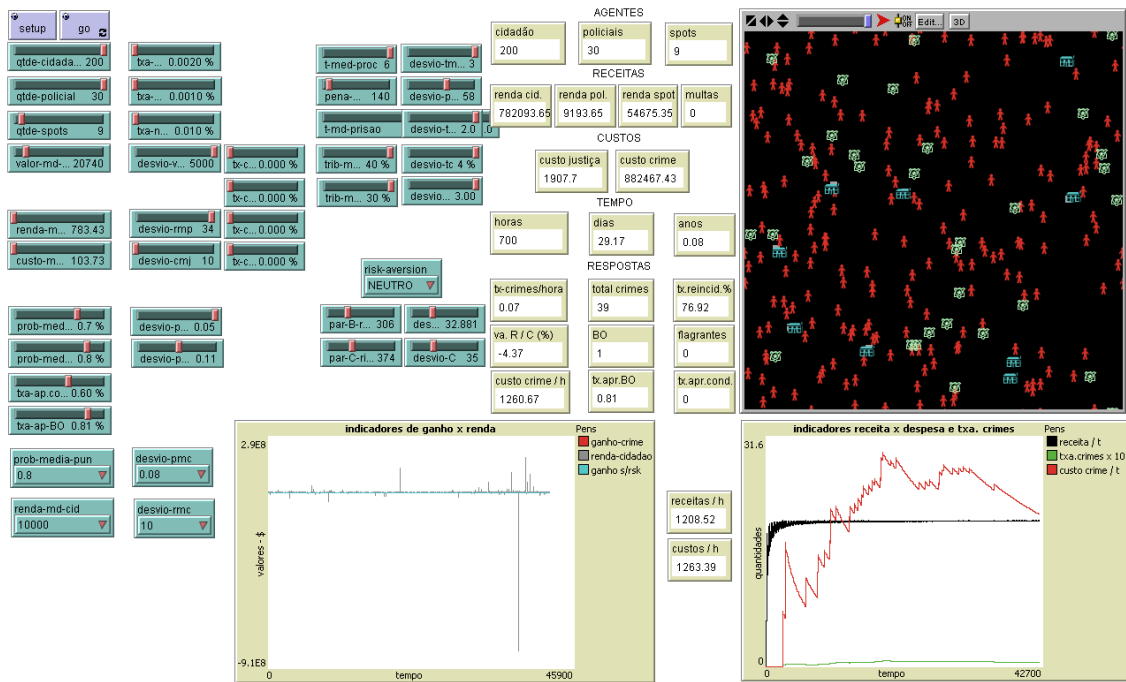 setup
go
qtde-cidada... 200
qtde-policial 30
qtde-spots 9
valor-md-... 20740
txa-... 0.0020 %
txa-... 0.0010 %
txa-n... 0.010 %
desvio-v... 5000
tx-c... 0.000 %
tx-c... 0.000 %
tx-c... 0.000 %
tx-c... 0.000 %
renda-m... 783.43
custo-m... 103.73
desvio-rmp 34
desvio-cmj 10
t-med-proc 6
pena-... 140
t-md-prisao
trib-m... 40 %
trib-m... 30 %
desvio-tm... 3
desvio-p... 58
desvio-t... 2.0
.0
desvio-tc 4 %
desvio... 3.00
risk-aversion
NEUTRO
par-B-r... 306
par-C-ri... 374
des... 32.881
desvio-C 35
prob-med... 0.7 %
prob-med... 0.8 %
txa-ap.co... 0.60 %
txa-ap-BO 0.81 %
desvio-p... 0.05
desvio-p... 0.11
prob-media-pun
0.8
desvio-pmc
0.08
renda-md-cid
10000
desvio-rmc
10
AGENTES
cidadão
200
policiais
30
spots
9
RECEITAS
renda cid.
782093.65
renda pol.
9193.65
renda spot
54675.35
multas
0
CUSTOS
custo justiça
1907.7
custo crime
882467.43
TEMPO
horas
700
dias
29.17
anos
0.08
RESPOSTAS
tx-crimes/hora
0.07
total crimes
39
tx.reincid.%
76.92
va. R / C (%)
-4.37
BO
1
flagrantes
0
custo crime / h
1260.67
tx.apr.BO
0.81
tx.apr.cond.
0
ON
OFF
Edit...
3D
indicadores de ganho x renda
2.9E8
valores - $
-9.1E8
0
tempo
45900
Pens
ganho-crime
renda-cidadao
ganho s/rsk
receitas / h
1208.52
custos / h
1263.39
indicadores receita x despesa e txa. crimes
31.6
quantidades
0
0
tempo
42700
Pens
receita / t
txa.crimes x 10
custo crime / t